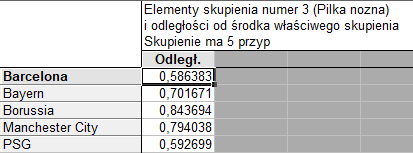 Elementy skupienia numer 3 (Pilka nozna)
i odległości od środka właściwego skupienia
Skupienie ma 5 przyp
Odległ.
Barcelona 0,586383
Bayern 0,701671
Borussia 0,843694
Manchester City 0,794038
PSG 0,592699